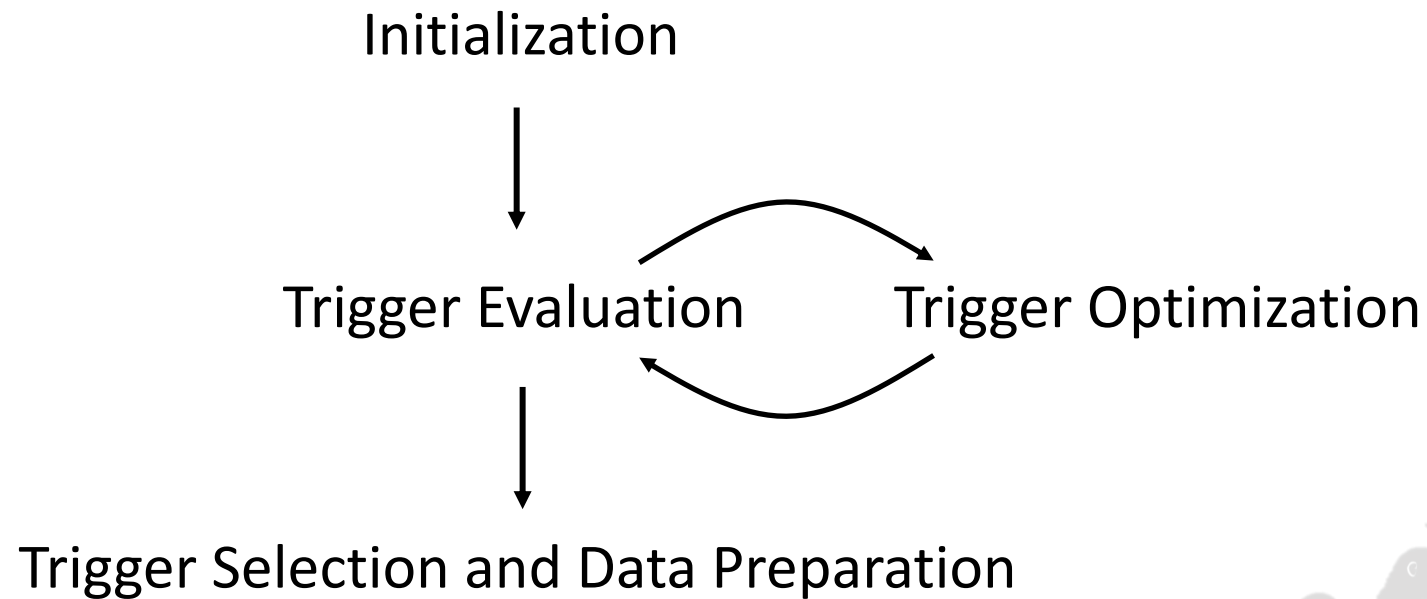 Initialization
Trigger Evaluation
Trigger Optimization
Trigger Selection and Data Preparation